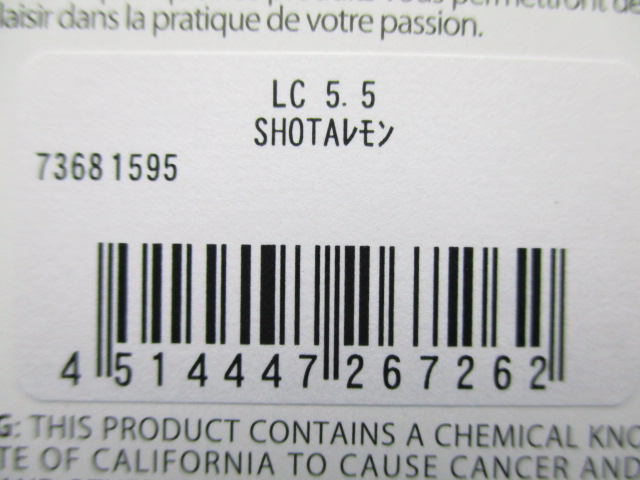 laisir dans la pratique de votre passion.
LC 5.5
SHOTAレモン
73681595
4 514447 267262
G: THIS PRODUCT CONTAINS A CHEMICAL KNO
TE OF CALIFORNIA TO CAUSE CANCER AND